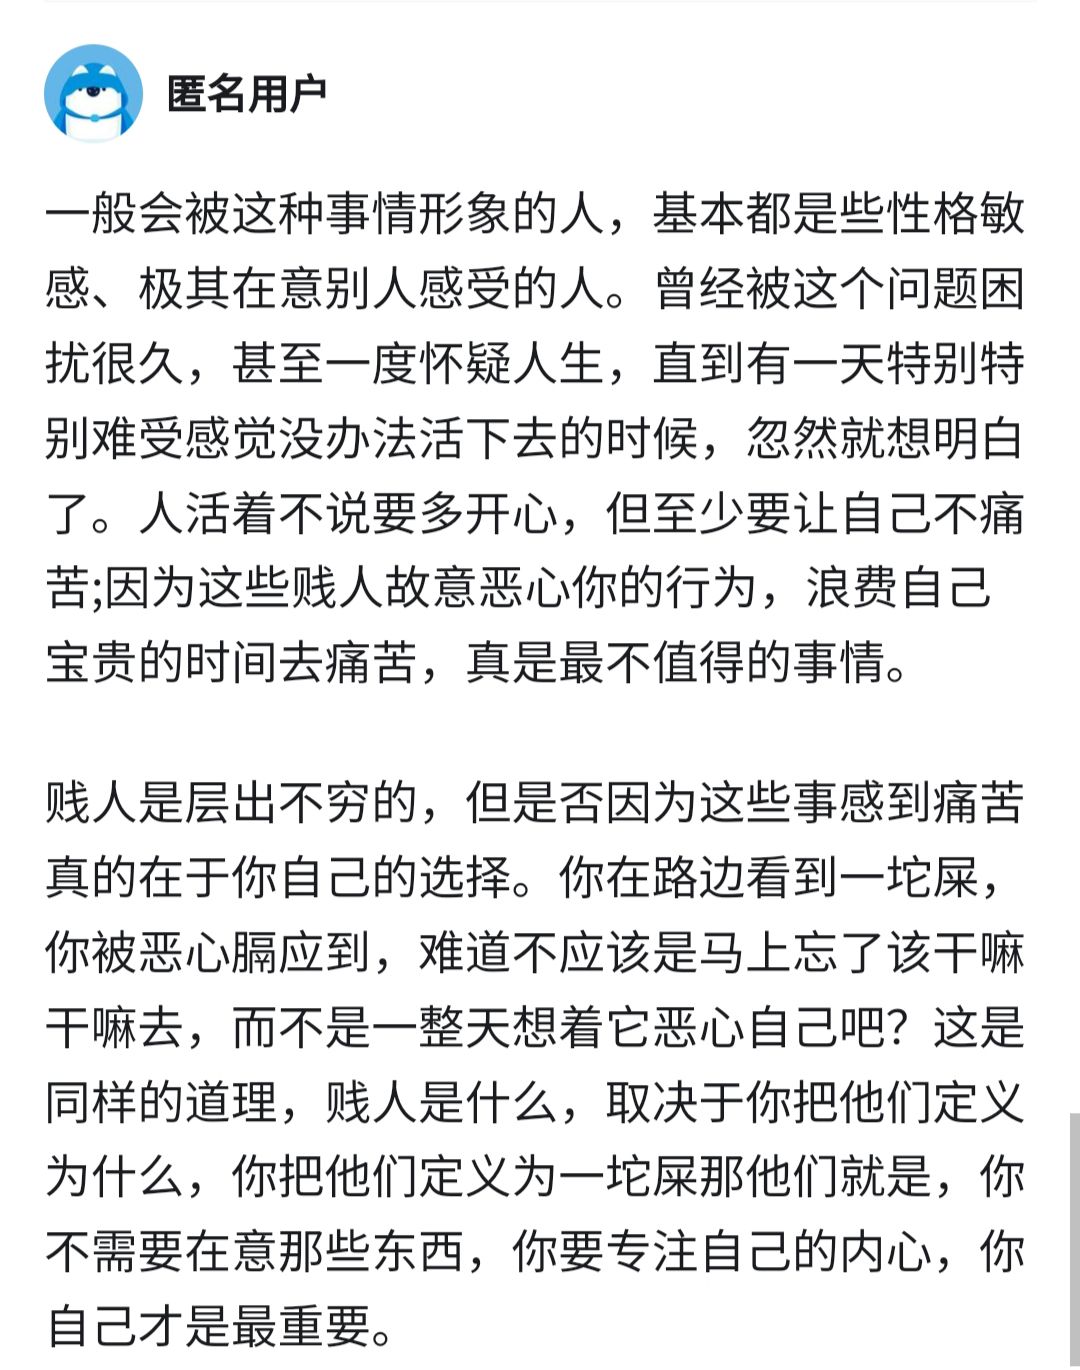 匿名用户
一般会被这种事情形象的人，基本都是些性格敏
感、极其在意别人感受的人。曾经被这个问题困
扰很久，甚至一度怀疑人生，直到有一天特别特
别难受感觉没办法活下去的时候，忽然就想明白
了。人活着不说要多开心，但至少要让自己不痛
苦;因为这些贱人故意恶心你的行为，浪费自己
宝贵的时间去痛苦，真是最不值得的事情。
贱人是层出不穷的，但是否因为这些事感到痛苦
真的在于你自己的选择。你在路边看到一坨屎，
你被恶心膈应到，难道不应该是马上忘了该干嘛
干嘛去，而不是一整天想着它恶心自己吧？这是
同样的道理，贱人是什么，取决于你把他们定义
为什么，你把他们定义为一坨屎那他们就是，你
不需要在意那些东西，你要专注自己的内心，你
自己才是最重要。